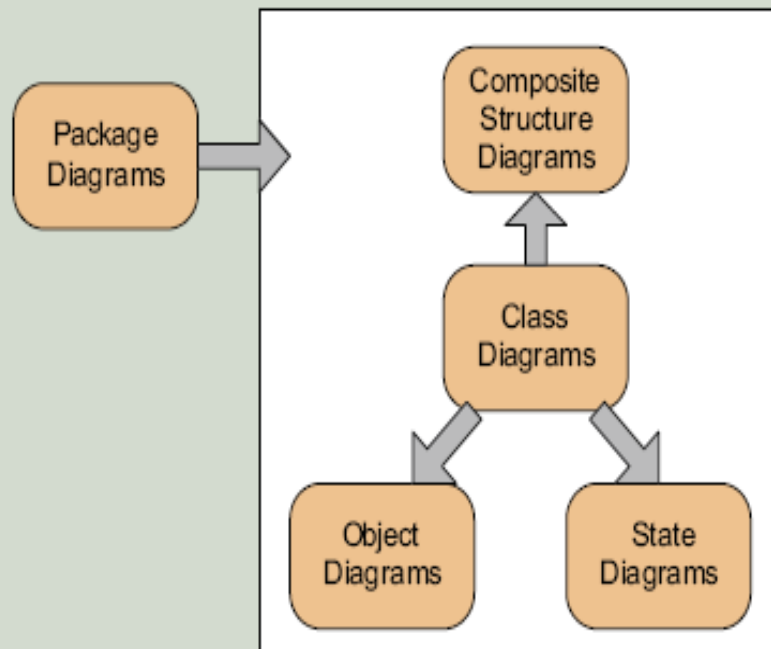 Composite
Structure
Diagrams
Package
Diagrams
Class
Diagrams
Object
Diagrams
State
Diagrams